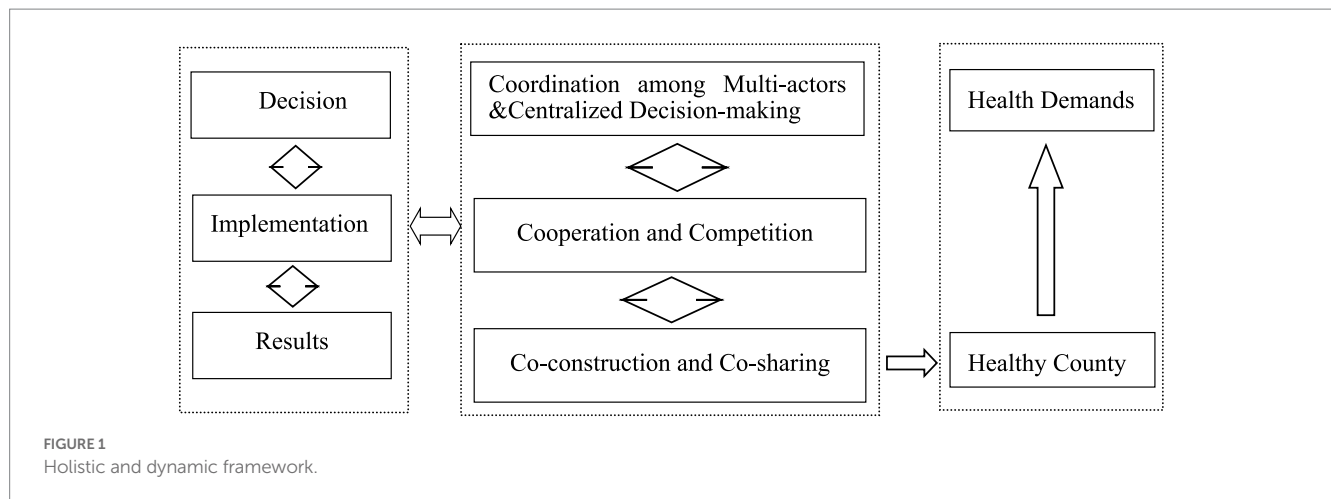 Decision
Implementation
Results
Coordination among Multi-actors
&Centralized Decision-making
Cooperation and Competition
Co-construction and Co-sharing
Health Demands
Healthy County
FIGURE 1
Holistic and dynamic framework.